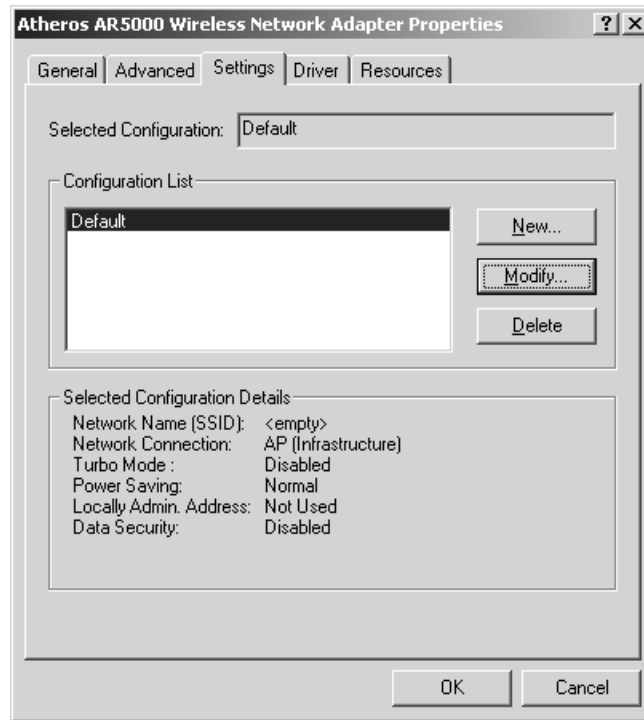 Atheros AR5000 Wireless Network Adapter Properties ? X
General Advanced Settings Driver Resources
Selected Configuration: Default
Configuration List
Default
New...
Modify...
Delete
Selected Configuration Details
Network Name (SSID): <empty>
Network Connection: AP (Infrastructure)
Turbo Mode : Disabled
Power Saving: Normal
Locally Admin. Address: Not Used
Data Security: Disabled
OK Cancel